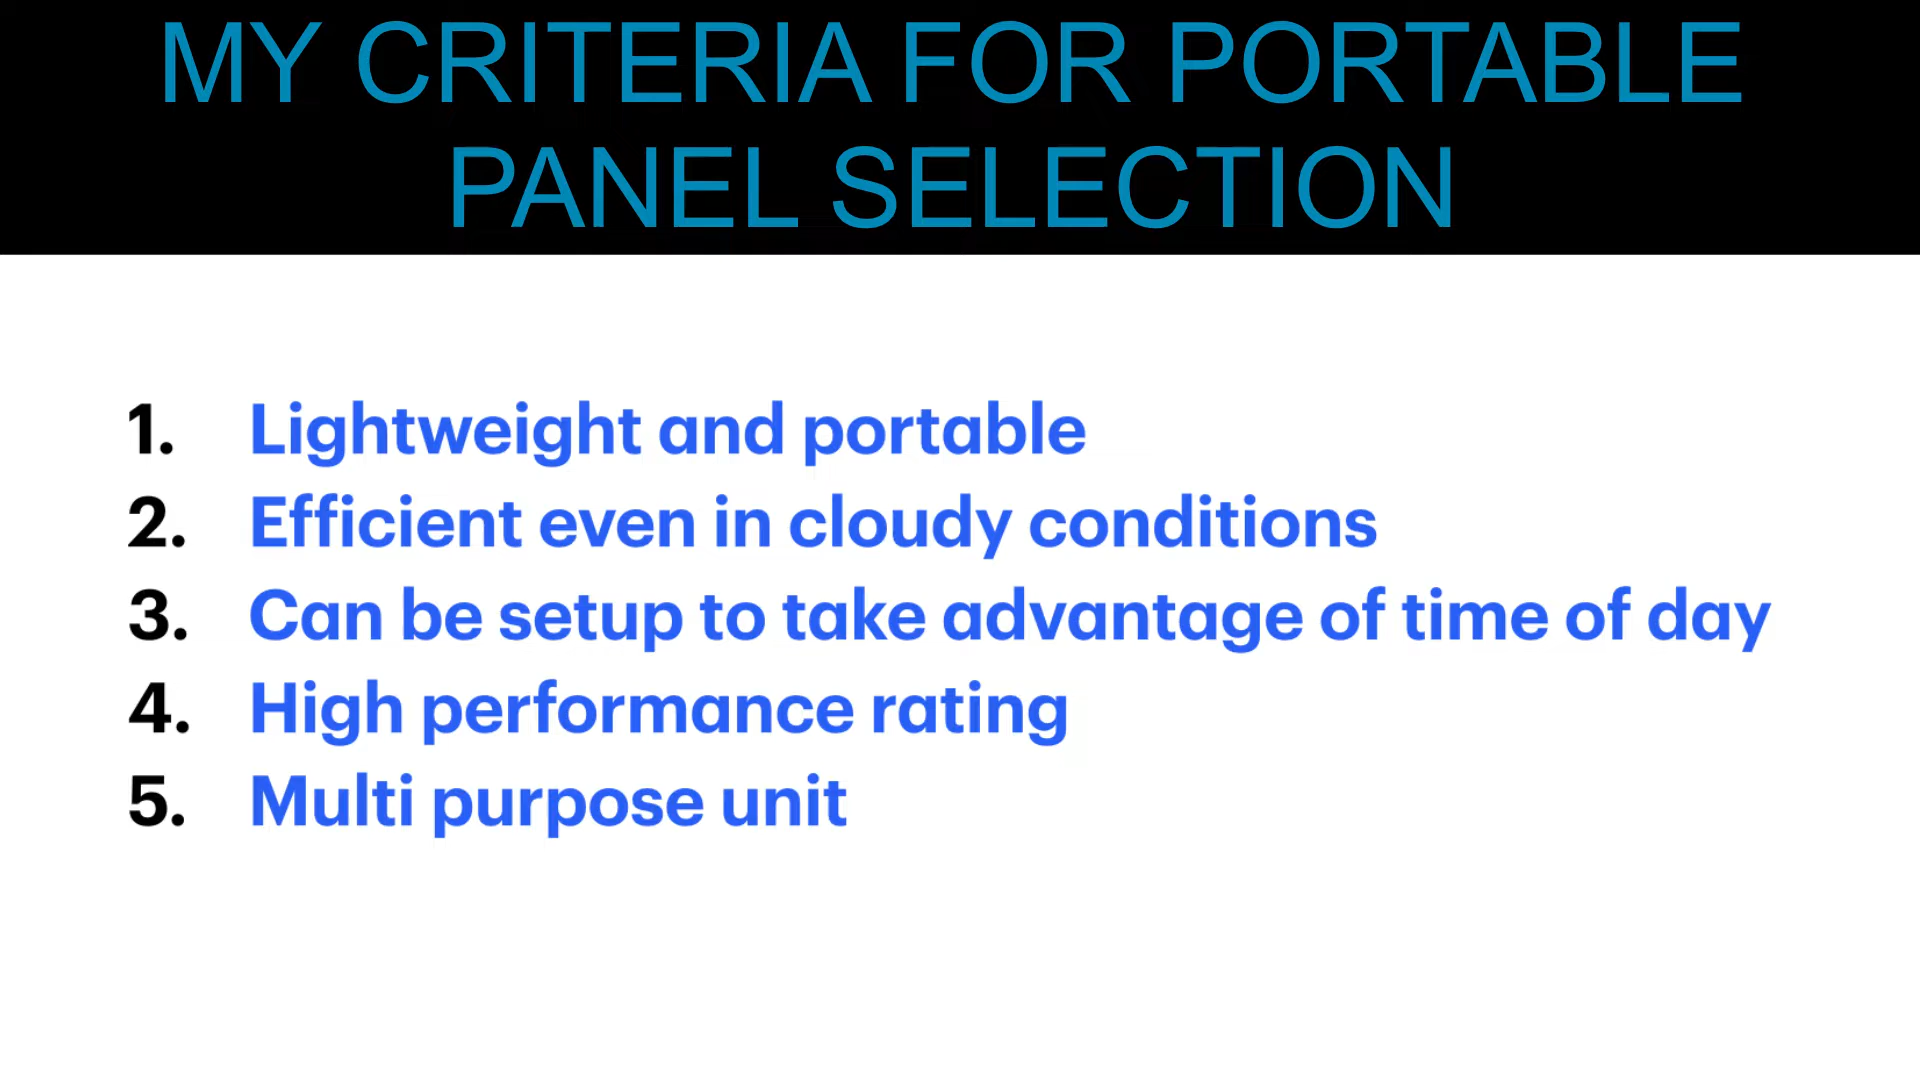 MY CRITERIA FOR PORTABLE
PANEL SELECTION
1. Lightweight and portable
2. Efficient even in cloudy conditions
3. Can be setup to take advantage of time of day
4. High performance rating
5. Multi purpose unit